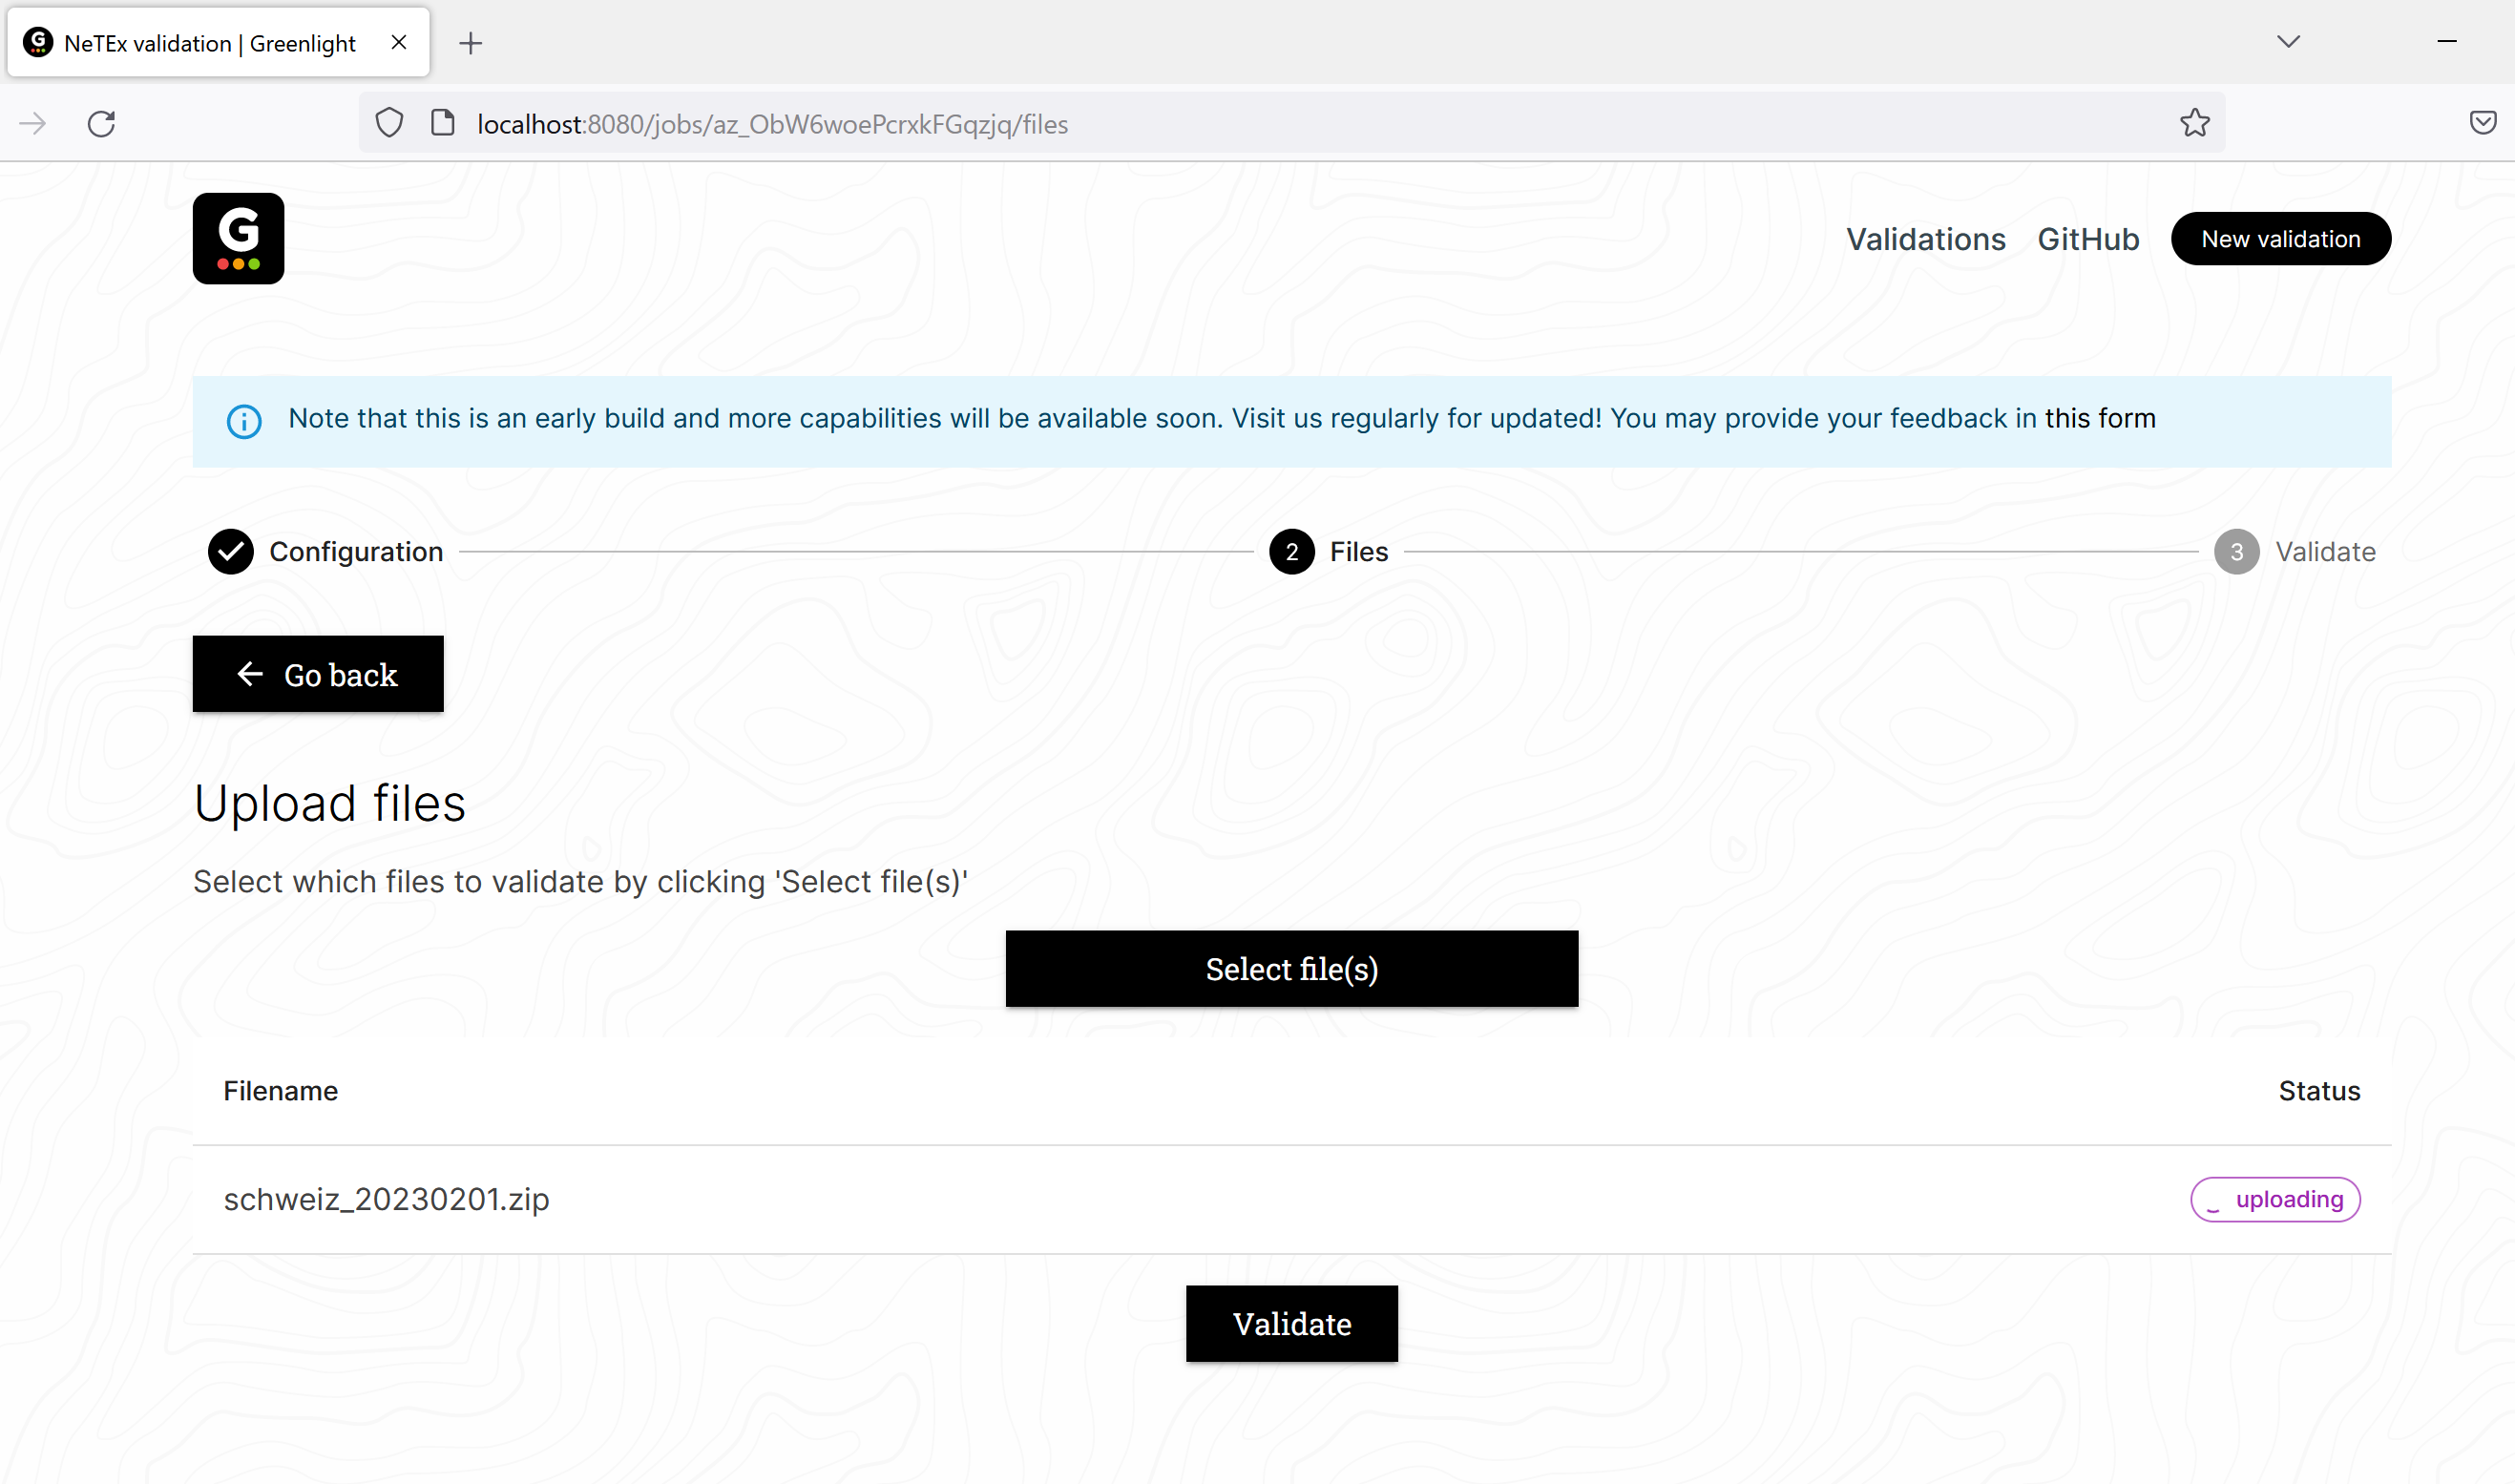 NeTEx validation | Greenlight
localhost:8080/jobs/az_ObW6woePcrxkFGqzjq/files
G
Validations GitHub New validation
Note that this is an early build and more capabilities will be available soon. Visit us regularly for updated! You may provide your feedback in this form
Configuration 2 Files 3 Validate
Go back
Upload files
Select which files to validate by clicking 'Select file(s)'
Select file(s)
Filename Status
schweiz_20230201.zip uploading
Validate